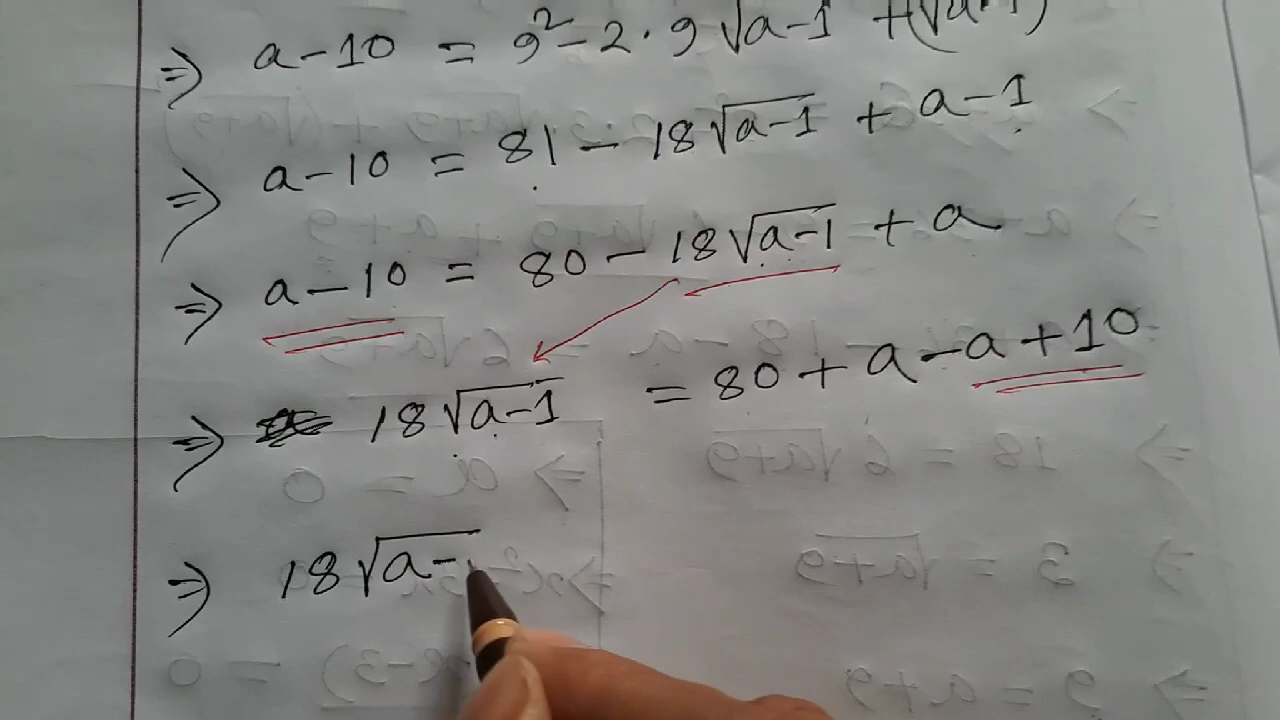 ⇒ a - 10 = 9² - 2 · 9 √a-1 + (√a-1)
⇒ a - 10 = 81 - 18√a-1 + a - 1
⇒ a - 10 = 80 - 18√a-1 + a
⇒ 18√a-1 = 80 + a - a + 10
⇒ 18√a-